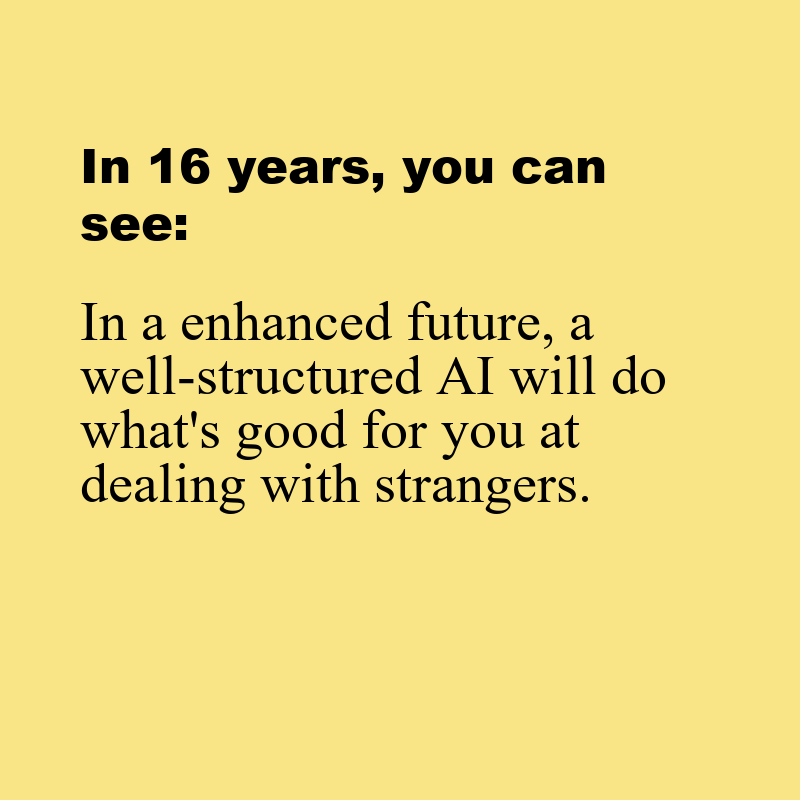 In 16 years, you can
see:
In a enhanced future, a
well-structured AI will do
what's good for you at
dealing with strangers.